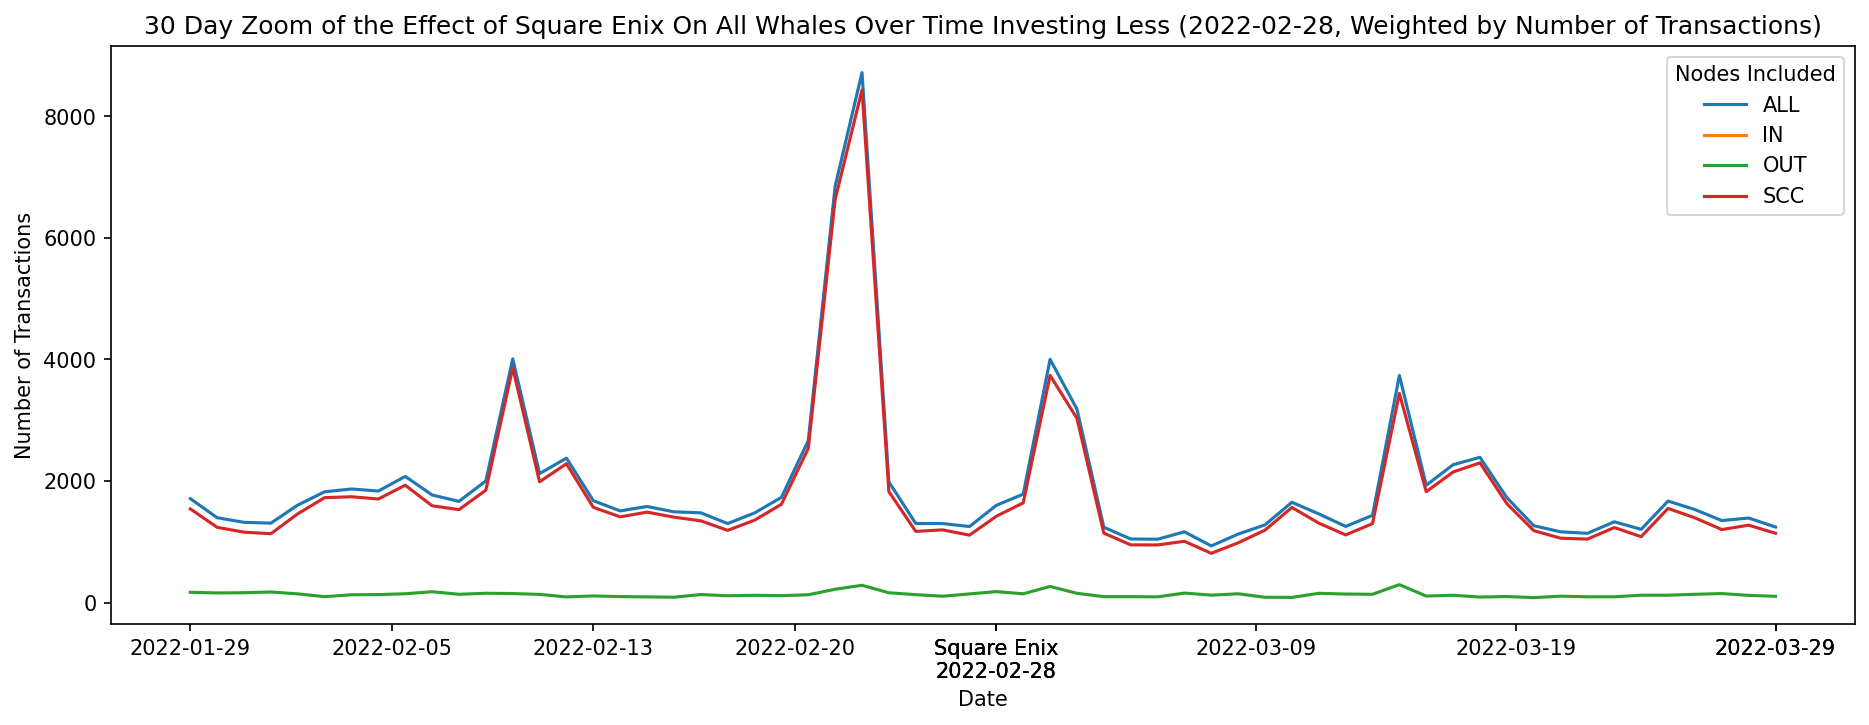 30 Day Zoom of the Effect of Square Enix On All Whales Over Time Investing Less (2022-02-28, Weighted by Number of Transactions)
Nodes Included
ALL
IN
OUT
SCC
Number of Transactions
8000
6000
4000
2000
0
2022-01-29
2022-02-05
2022-02-13
2022-02-20
Square Enix
2022-02-28
2022-03-09
2022-03-19
2022-03-29
Date